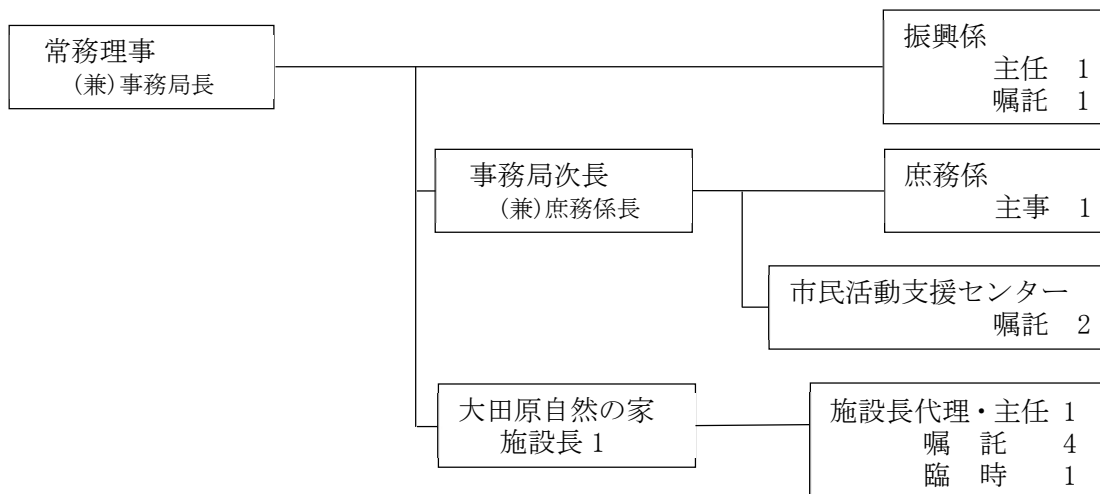 常務理事
(兼)事務局長
振興係
主任 1
嘱託 1
事務局次長
(兼)庶務係長
庶務係
主事 1
市民活動支援センター
嘱託 2
大田原自然の家
施設長1
施設長代理・主任 1
嘱　託 4
臨　時 1